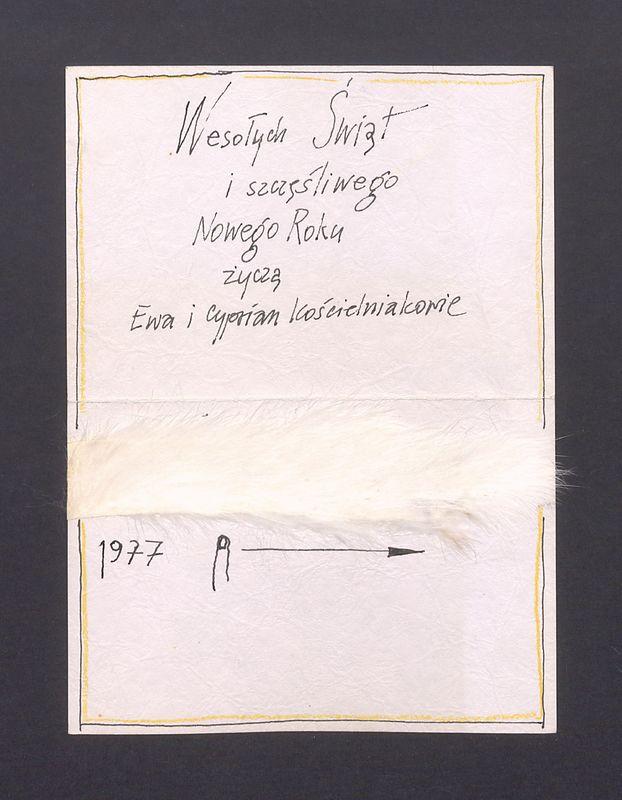 Wesołych Świąt
i szczęśliwego
Nowego Roku
życzą
Ewa i Cyprian Kościelniakowie
1977